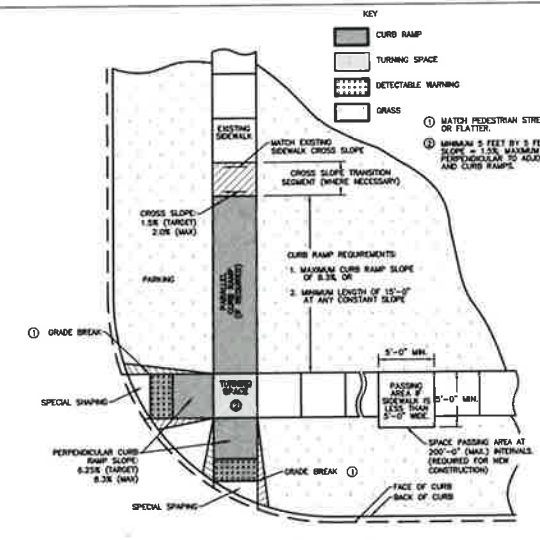 KEY
CURB RAMP
TURNING SPACE
DETECTABLE WARNING
GRASS
① MATCH PEDESTRIAN STRE
OR FLATTER.
② MINIMUM 5 FEET BY 5 FE
SLOPE = 1.5%, MAXIMUM
PERPENDICULAR TO ADJO
AND CURB RAMPS.
EXISTING
SIDEWALK
MATCH EXISTING
SIDEWALK CROSS SLOPE
CROSS SLOPE TRANSITION
SEGMENT (WHERE NECESSARY)
CROSS SLOPE:
1.5% (TARGET)
2.0% (MAX)
CURB RAMP REQUIREMENTS:
1. MAXIMUM CURB RAMP SLOPE
OF 8.3% OR
2. MINIMUM LENGTH OF 15'-0"
AT ANY CONSTANT SLOPE
PARKING
PARALLEL
CURB RAMP
(IF REQUIRED)
① GRADE BREAK
5'-0" MIN.
SPECIAL SHAPING
TURNING
SPACE
②
PASSING
AREA IF
SIDEWALK IS
LESS THAN
5'-0" WIDE.
5'-0" MIN.
PERPENDICULAR CURB
RAMP SLOPE:
6.25% (TARGET)
8.3% (MAX)
SPACE PASSING AREA AT
200'-0" (MAX.) INTERVALS.
(REQUIRED FOR NEW
CONSTRUCTION)
GRADE BREAK ①
SPECIAL SHAPING
FACE OF CURB
BACK OF CURB